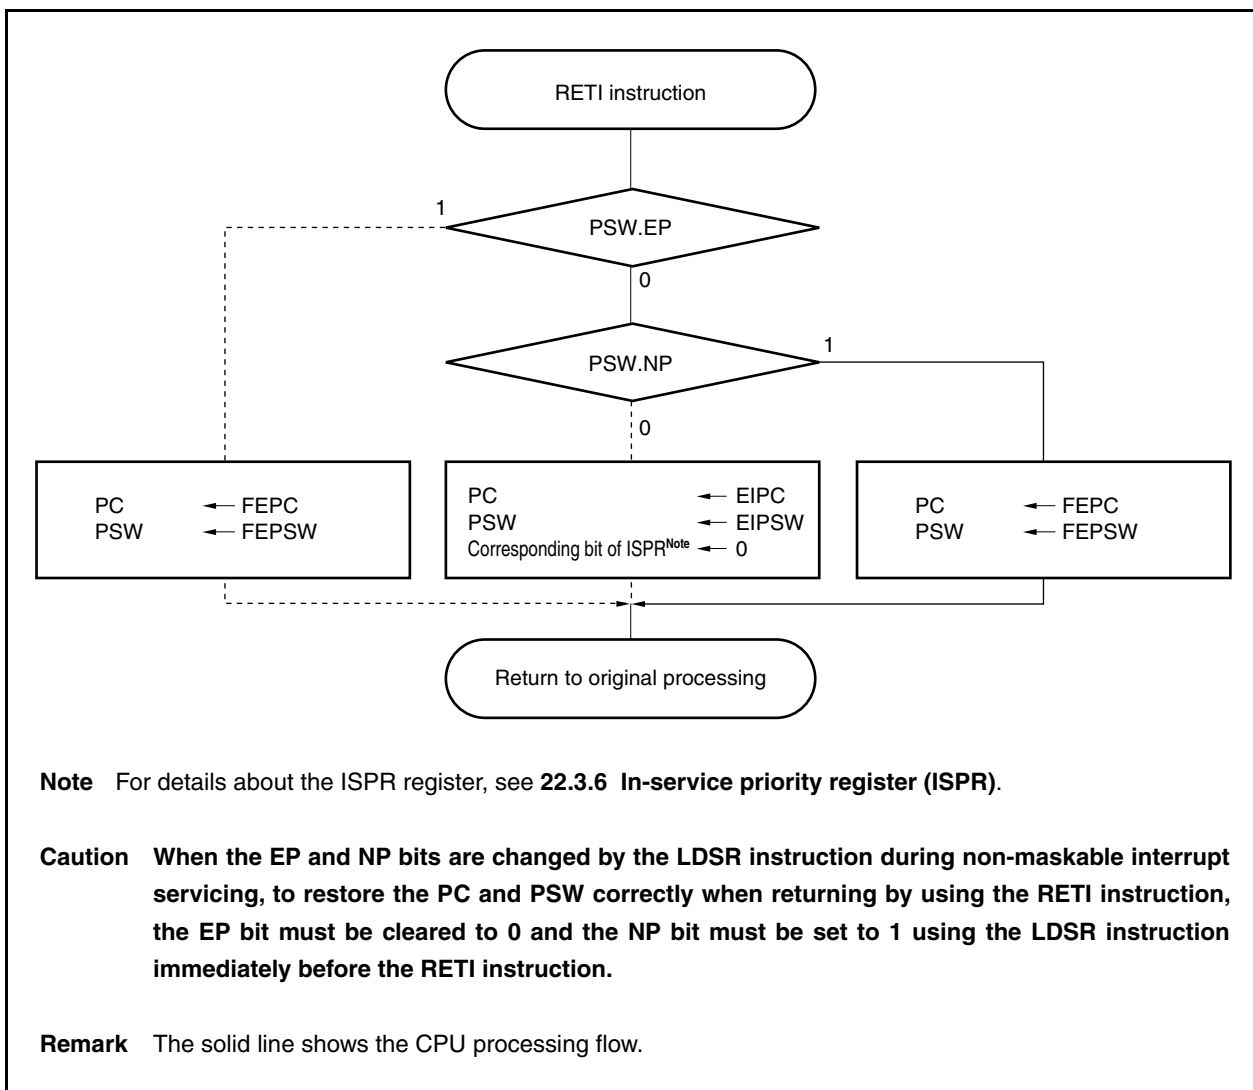 RETI instruction
1
PSW.EP
0
PSW.NP
1
0
PC ← FEPC
PSW ← FEPSW
PC ← EIPC
PSW ← EIPSW
Corresponding bit of ISPRNote ← 0
PC ← FEPC
PSW ← FEPSW
Return to original processing
Note For details about the ISPR register, see 22.3.6 In-service priority register (ISPR).
Caution When the EP and NP bits are changed by the LDSR instruction during non-maskable interrupt
servicing, to restore the PC and PSW correctly when returning by using the RETI instruction,
the EP bit must be cleared to 0 and the NP bit must be set to 1 using the LDSR instruction
immediately before the RETI instruction.
Remark The solid line shows the CPU processing flow.